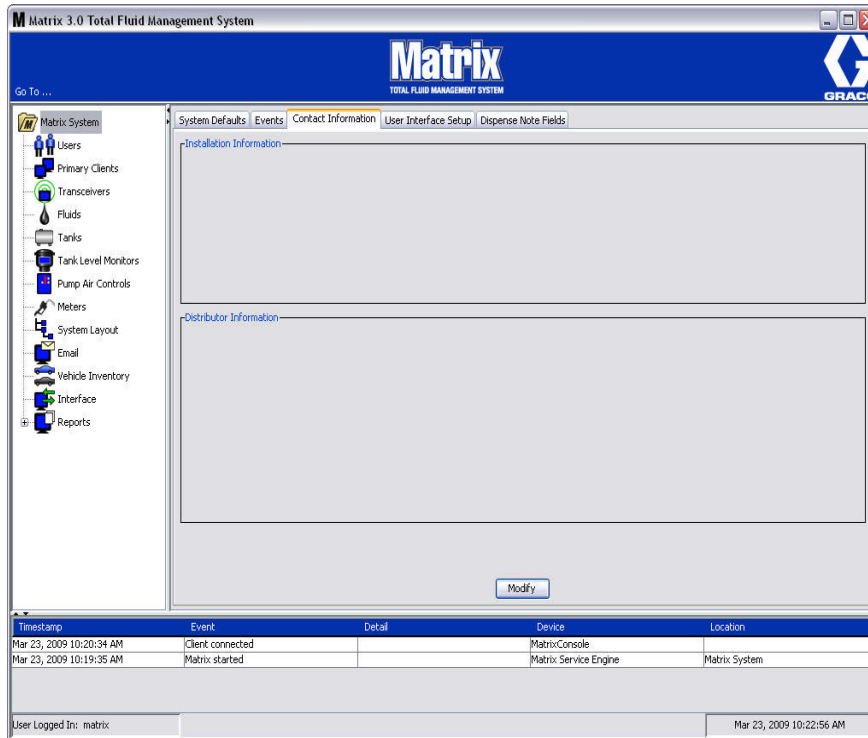 Matrix 3.0 Total Fluid Management System
Matrix
TOTAL FLUID MANAGEMENT SYSTEM
GRACO
Go To ...
Matrix System
Users
Primary Clients
Transceivers
Fluids
Tanks
Tank Level Monitors
Pump Air Controls
Meters
System Layout
Email
Vehicle Inventory
Interface
Reports
System Defaults Events Contact Information User Interface Setup Dispense Note Fields
Installation Information
Distributor Information
Modify
Timestamp Event Detail Device Location
Mar 23, 2009 10:20:34 AM Client connected MatrixConsole
Mar 23, 2009 10:19:35 AM Matrix started Matrix Service Engine Matrix System
User Logged In: matrix Mar 23, 2009 10:22:56 AM